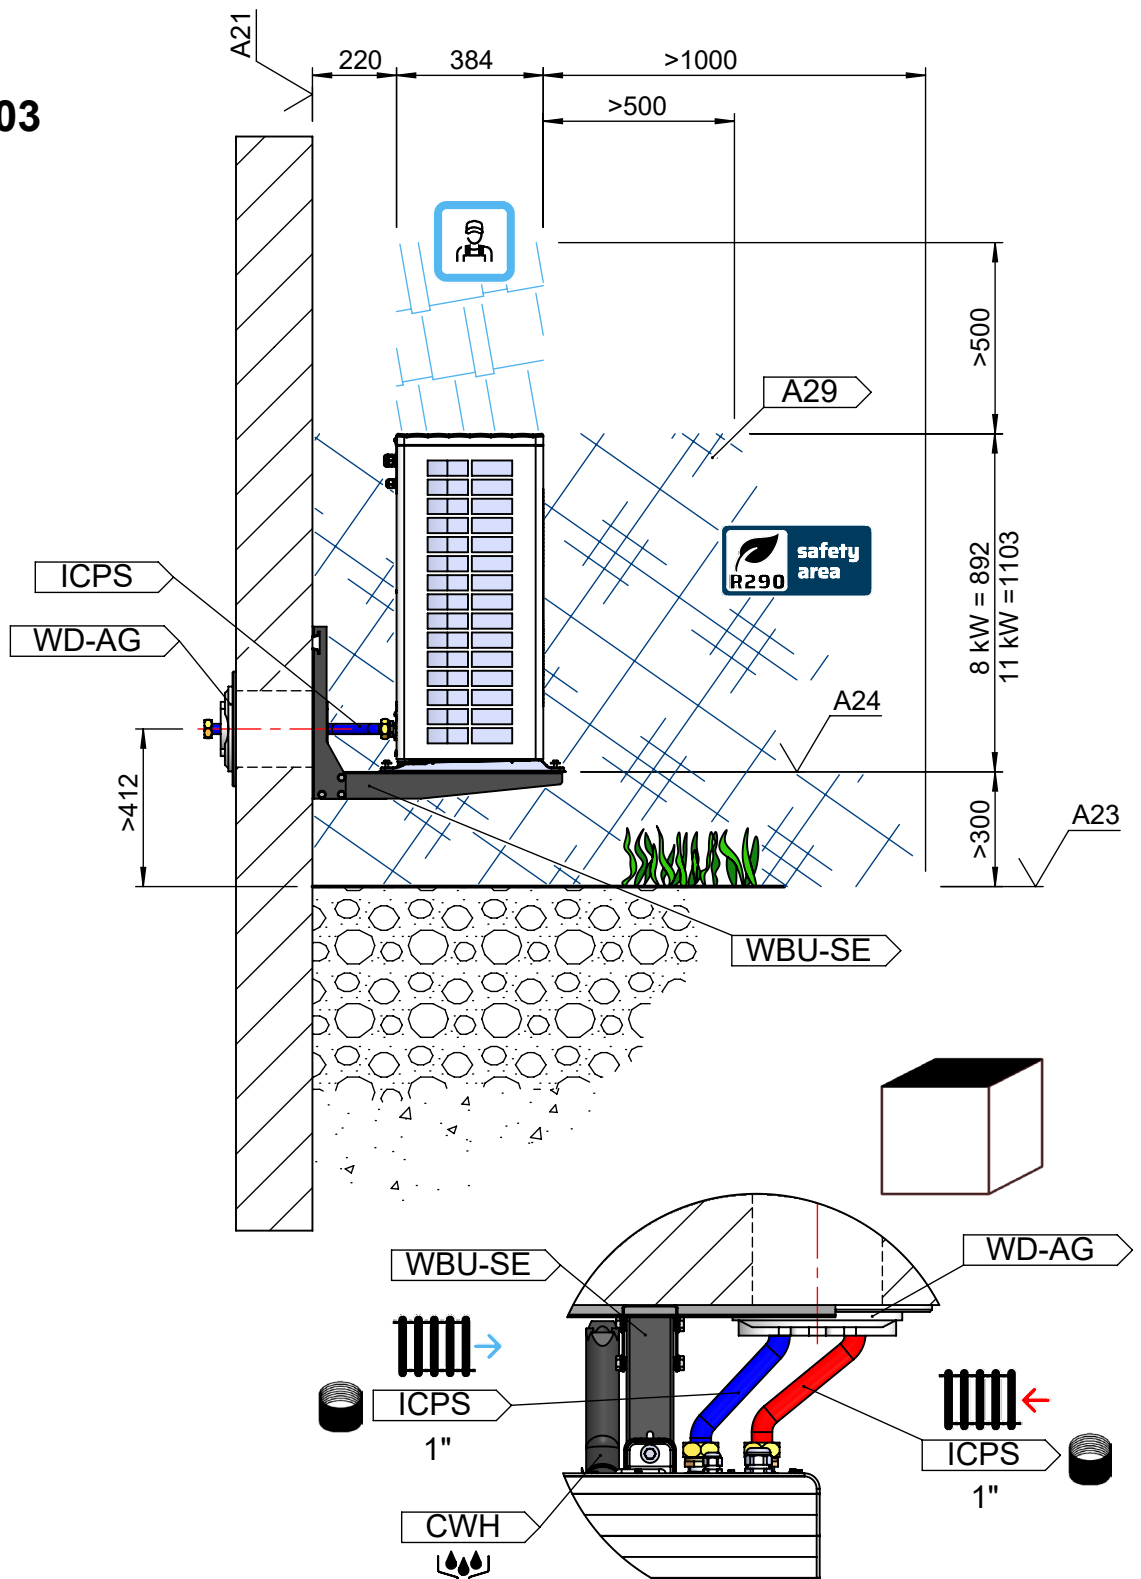 A21
220
384
>1000
>500
03
>500
A29
R290
safety
area
8 kW = 892
11 kW =1103
ICPS
WD-AG
A24
>412
>300
A23
WBU-SE
WBU-SE
WD-AG
ICPS
1"
ICPS
1"
CWH